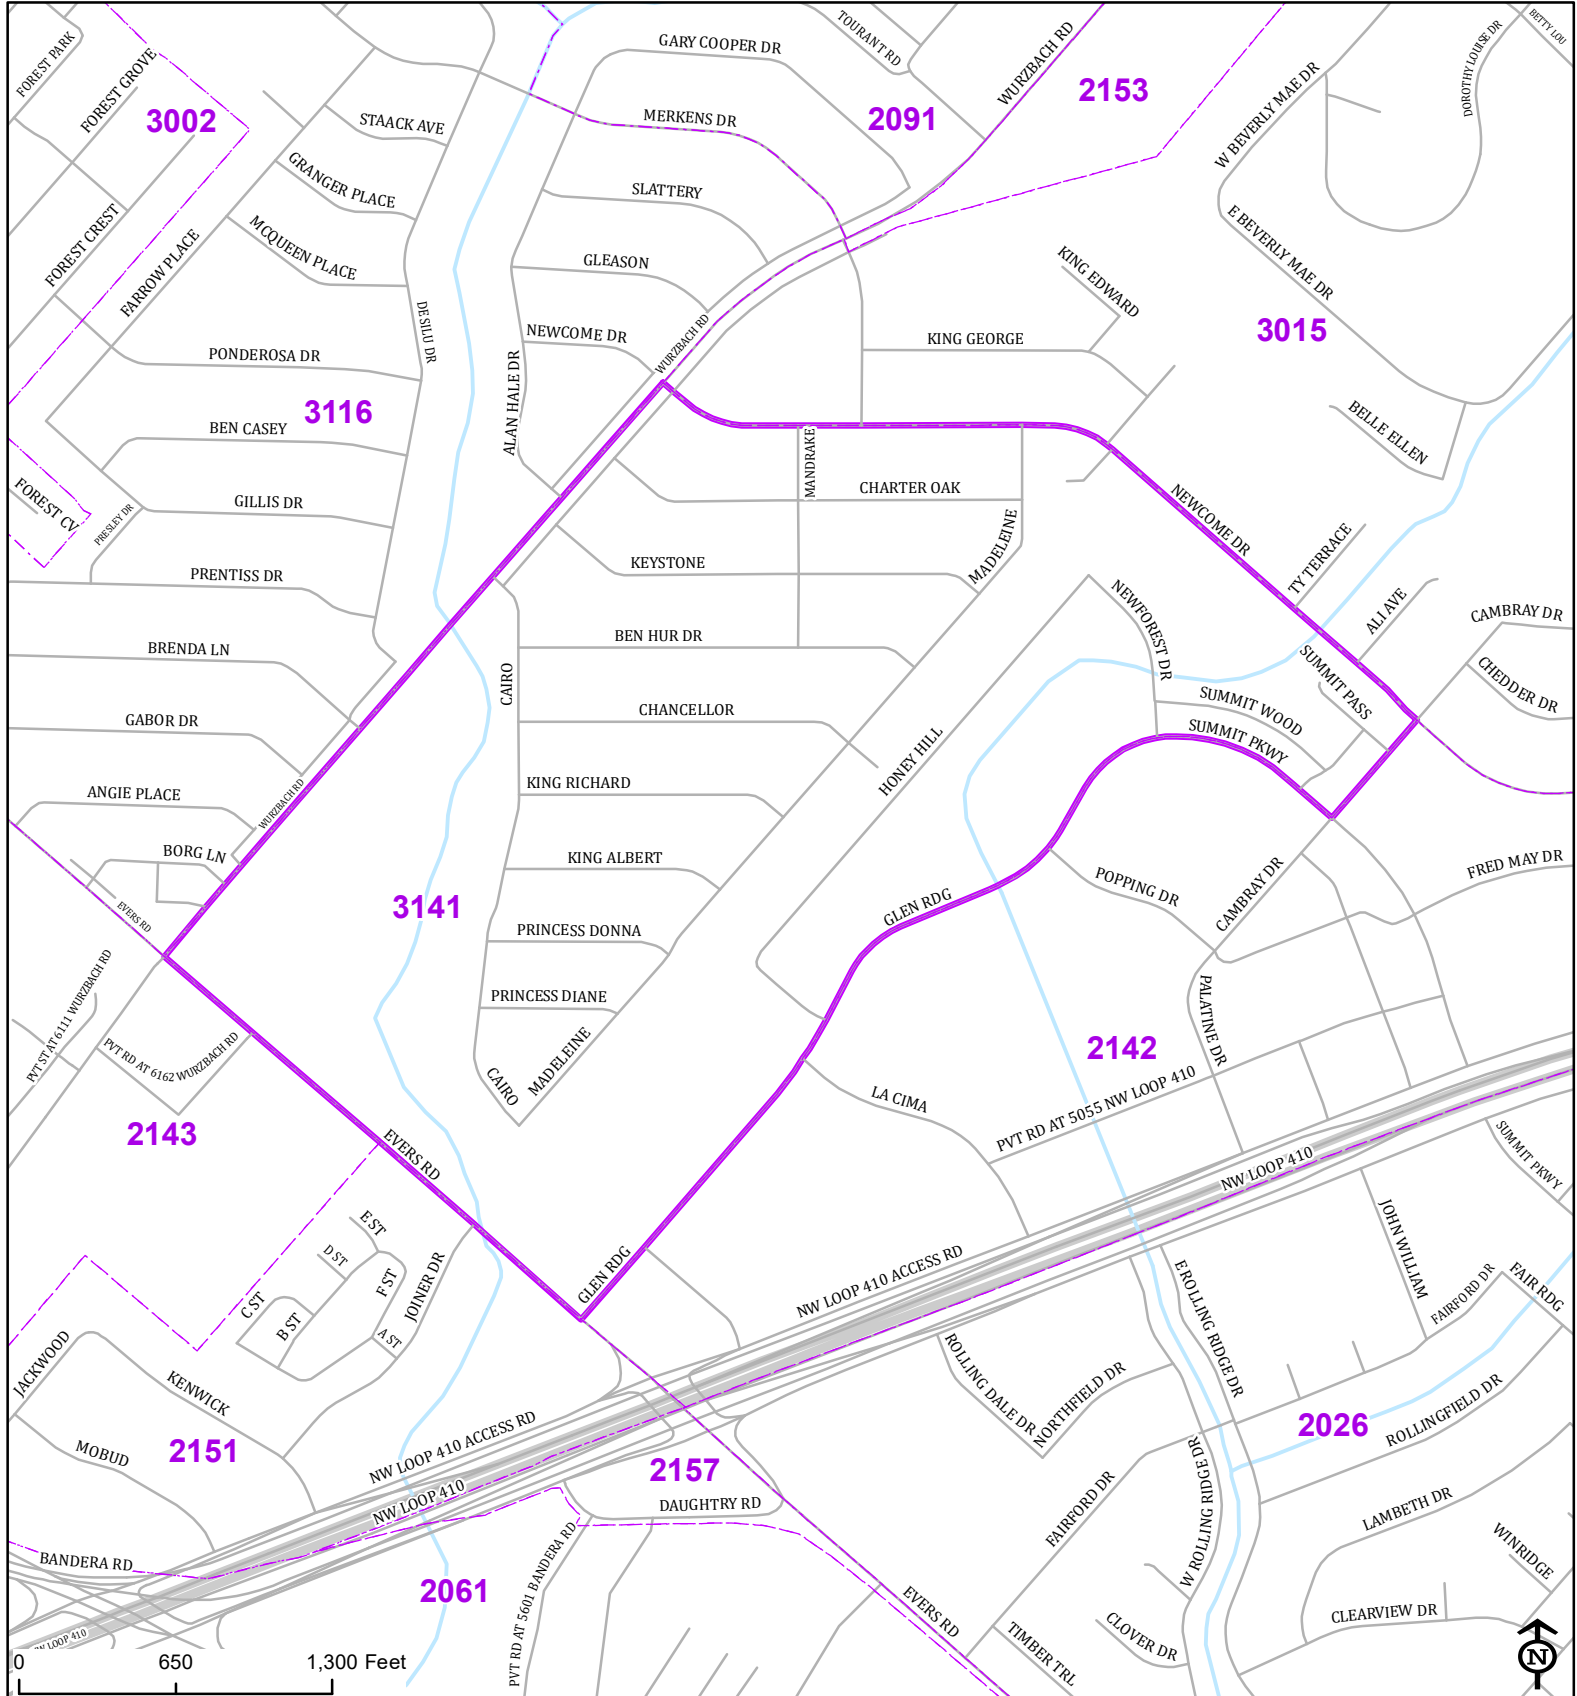 FOREST PARK
FOREST GROVE
3002
STAACK AVE
GRANGER PLACE
MCQUEEN PLACE
FOREST CREST
FARROW PLACE
DESILU DR
GARY COOPER DR
TOURANT RD
WURZBACH RD
2153
2091
MERKENS DR
SLATTERY
GLEASON
NEWCOME DR
WURZBACH RD
ALAN HALE DR
W BEVERLY MAE DR
DOROTHY LOUISE DR
BETTY LOU
E BEVERLY MAE DR
KING EDWARD
KING GEORGE
3015
BELLE ELLEN
PONDEROSA DR
3116
BEN CASEY
GILLIS DR
FOREST CV
PRESLEY DR
PRENTISS DR
BRENDA LN
GABOR DR
ANGIE PLACE
WURZBACH RD
BORG LN
EVERS RD
MANDRAKE
CHARTER OAK
KEYSTONE
MADELEINE
NEWCOME DR
TY TERRACE
ALI AVE
CAMBRAY DR
CHEDDER DR
BEN HUR DR
CAIRO
CHANCELLOR
NEWFOREST DR
SUMMIT PASS
SUMMIT WOOD
SUMMIT PKWY
HONEY HILL
KING RICHARD
KING ALBERT
3141
PRINCESS DONNA
PRINCESS DIANE
CAIRO
MADELEINE
GLEN RDG
POPPING DR
CAMBRAY DR
FRED MAY DR
PALATINE DR
2142
LA CIMA
PVT RD AT 5055 NW LOOP 410
NW LOOP 410
SUMMIT PKWY
PVT ST AT 6111 WURZBACH RD
PVT RD AT 6162 WURZBACH RD
2143
EVERS RD
E ST
D ST
F ST
C ST
B ST
A ST
JOINER DR
GLEN RDG
NW LOOP 410 ACCESS RD
JOHN WILLIAM
FAIRFORD DR
FAIR RDG
E ROLLING RIDGE DR
JACKWOOD
KENWICK
MOBUD
2151
NW LOOP 410 ACCESS RD
NW LOOP 410
2157
DAUGHTRY RD
ROLLING DALE DR
NORTHFIELD DR
2026
ROLLINGFIELD DR
W ROLLING RIDGE DR
FAIRFORD DR
LAMBETH DR
WINRIDGE
BANDERA RD
2061
PVT RD AT 5601 BANDERA RD
EVERS RD
TIMBER TRL
CLOVER DR
CLEARVIEW DR
NW LOOP 410
0 650 1,300 Feet
N